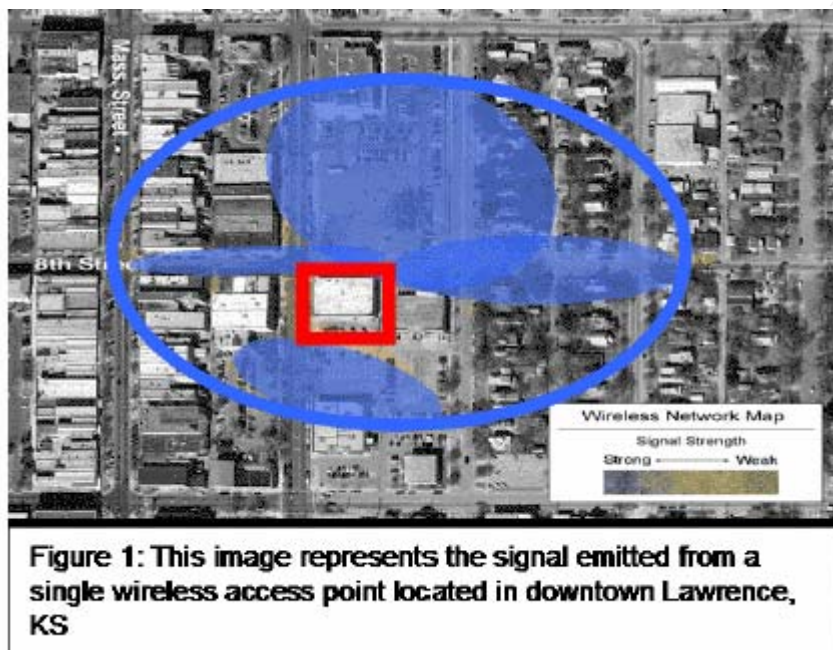 Mass Street
8th Stree
Wireless Network Map
Signal Strength
Strong Weak
Figure 1: This image represents the signal emitted from a
single wireless access point located in downtown Lawrence,
KS